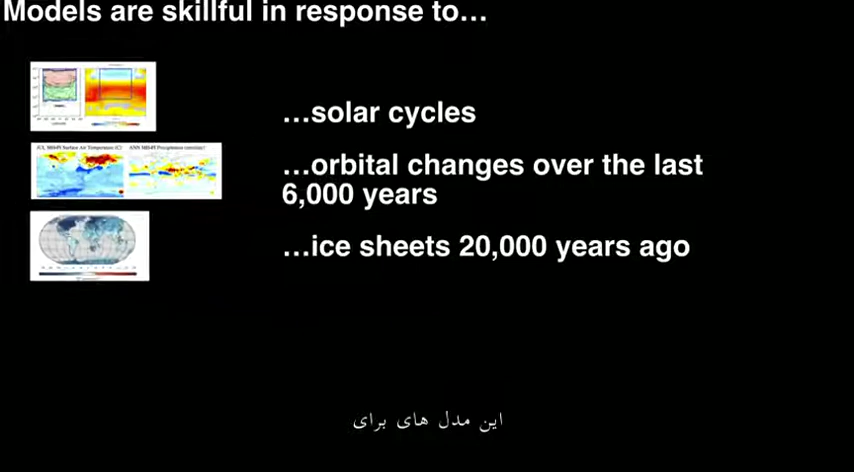 Models are skillful in response to...
...solar cycles
...orbital changes over the last
6,000 years
...ice sheets 20,000 years ago
این مدل های برای